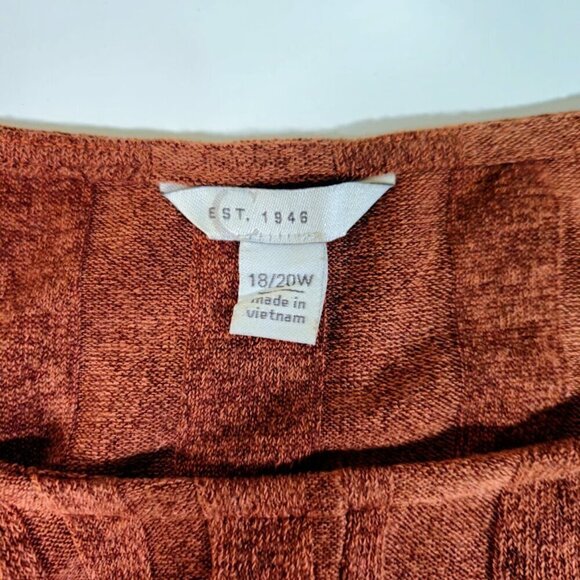 EST. 1946
18/20W
made in
vietnam